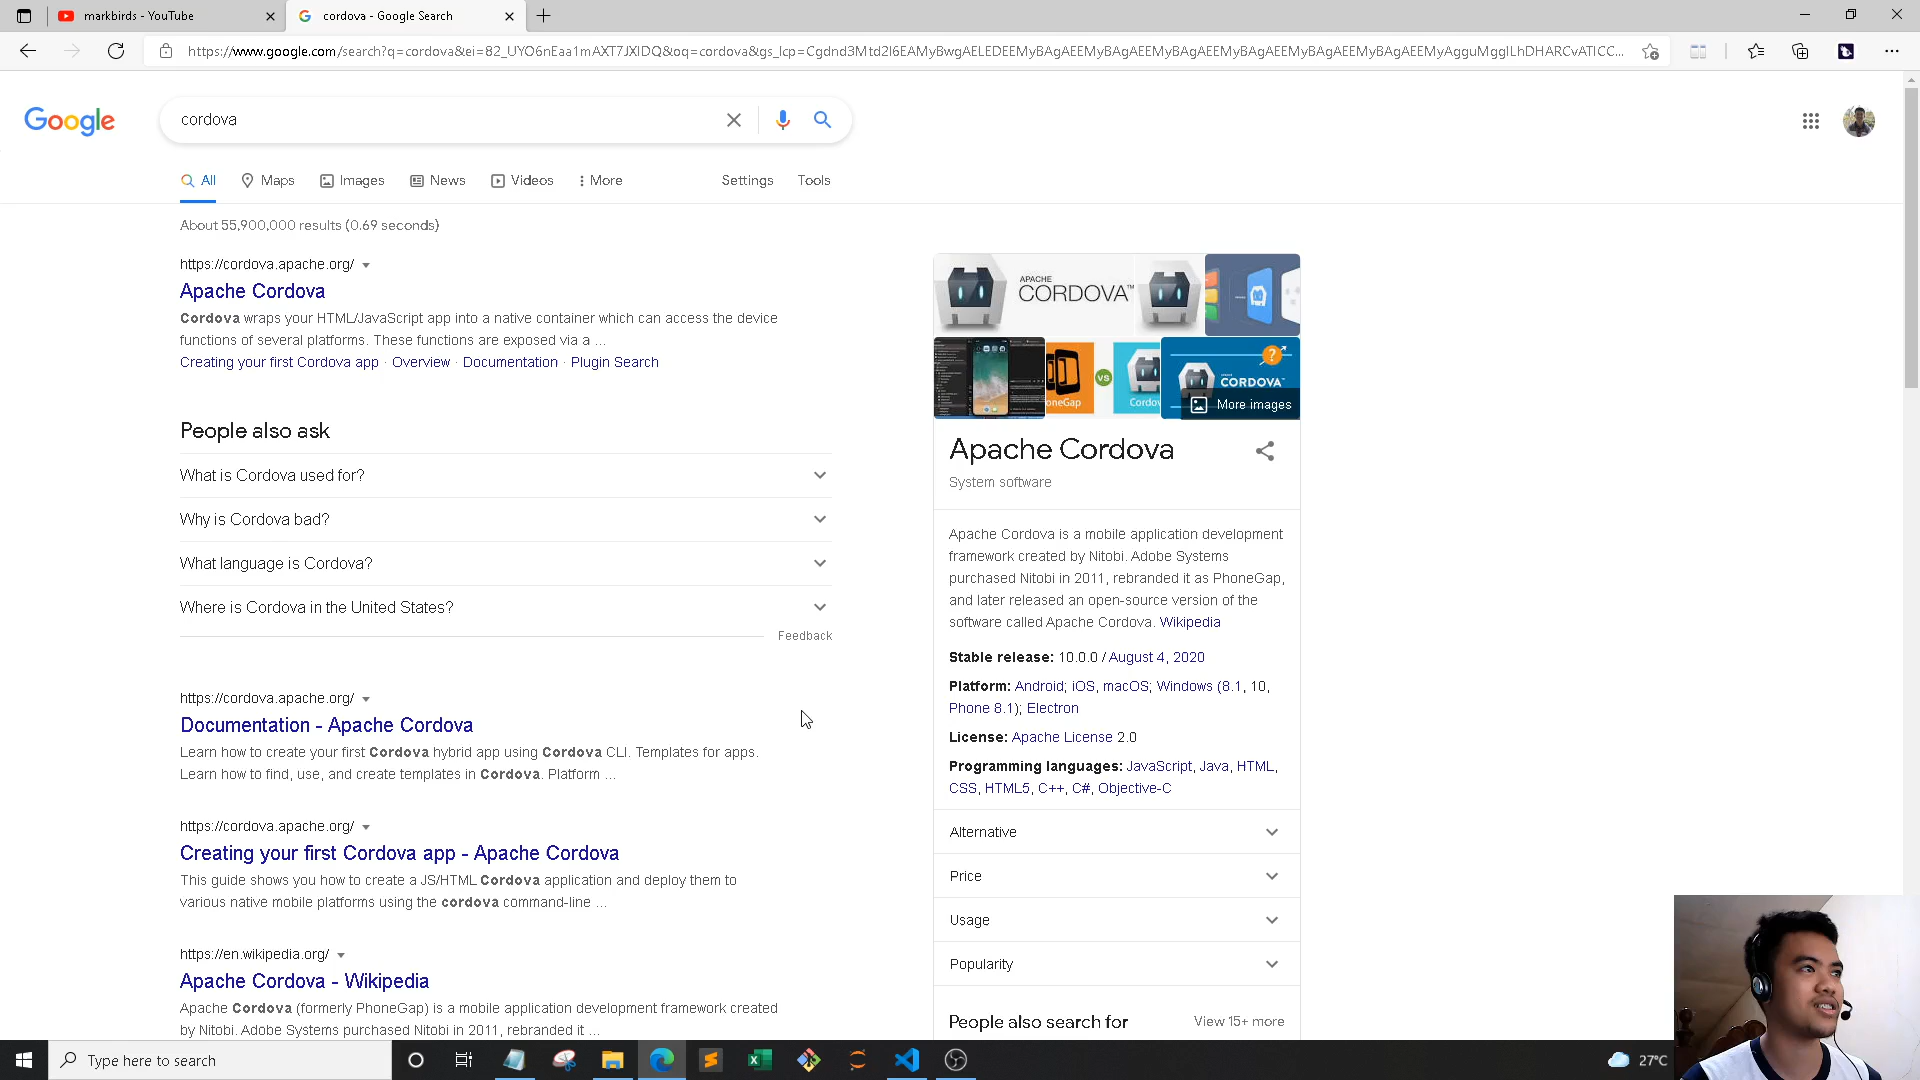 markbirds - YouTube
cordova - Google Search
Google
cordova
All
Maps
Images
News
Videos
More
Settings
Tools
About 55,900,000 results (0.69 seconds)
https://cordova.apache.org/
Apache Cordova
Cordova wraps your HTML/JavaScript app into a native container which can access the device
functions of several platforms. These functions are exposed via a ...
Creating your first Cordova app · Overview · Documentation · Plugin Search
People also ask
What is Cordova used for?
Why is Cordova bad?
What language is Cordova?
Where is Cordova in the United States?
Feedback
https://cordova.apache.org/
Documentation - Apache Cordova
Learn how to create your first Cordova hybrid app using Cordova CLI. Templates for apps.
Learn how to find, use, and create templates in Cordova. Platform ...
https://cordova.apache.org/
Creating your first Cordova app - Apache Cordova
This guide shows you how to create a JS/HTML Cordova application and deploy them to
various native mobile platforms using the cordova command-line ...
https://en.wikipedia.org/
Apache Cordova - Wikipedia
Apache Cordova (formerly PhoneGap) is a mobile application development framework created
by Nitobi. Adobe Systems purchased Nitobi in 2011, rebranded it ...
APACHE
CORDOVA™
oneGap
vs
Cordov
CORDOVA
More images
Apache Cordova
System software
Apache Cordova is a mobile application development
framework created by Nitobi. Adobe Systems
purchased Nitobi in 2011, rebranded it as PhoneGap,
and later released an open-source version of the
software called Apache Cordova. Wikipedia
Stable release: 10.0.0 / August 4, 2020
Platform: Android; iOS, macOS; Windows (8.1, 10,
Phone 8.1); Electron
License: Apache License 2.0
Programming languages: JavaScript, Java, HTML,
CSS, HTML5, C++, C#, Objective-C
Alternative
Price
Usage
Popularity
People also search for
View 15+ more
Type here to search
27°C